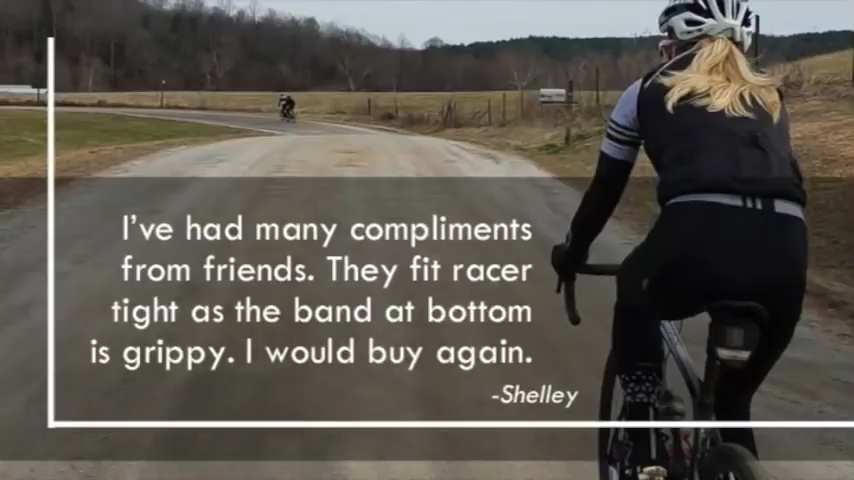 I've had many compliments
from friends. They fit racer
tight as the band at bottom
is grippy. I would buy again.
-Shelley